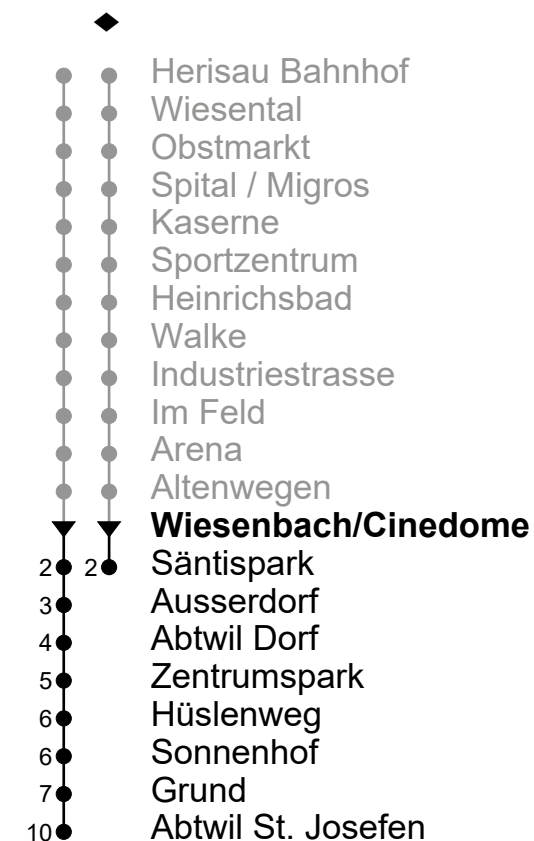 Herisau Bahnhof
Wiesental
Obstmarkt
Spital / Migros
Kaserne
Sportzentrum
Heinrichsbad
Walke
Industriestrasse
Im Feld
Arena
Altenwegen
Wiesenbach/Cinedome
2 2 Säntispark
3 Ausserdorf
4 Abtwil Dorf
5 Zentrumspark
6 Hüslenweg
6 Sonnenhof
7 Grund
10 Abtwil St. Josefen